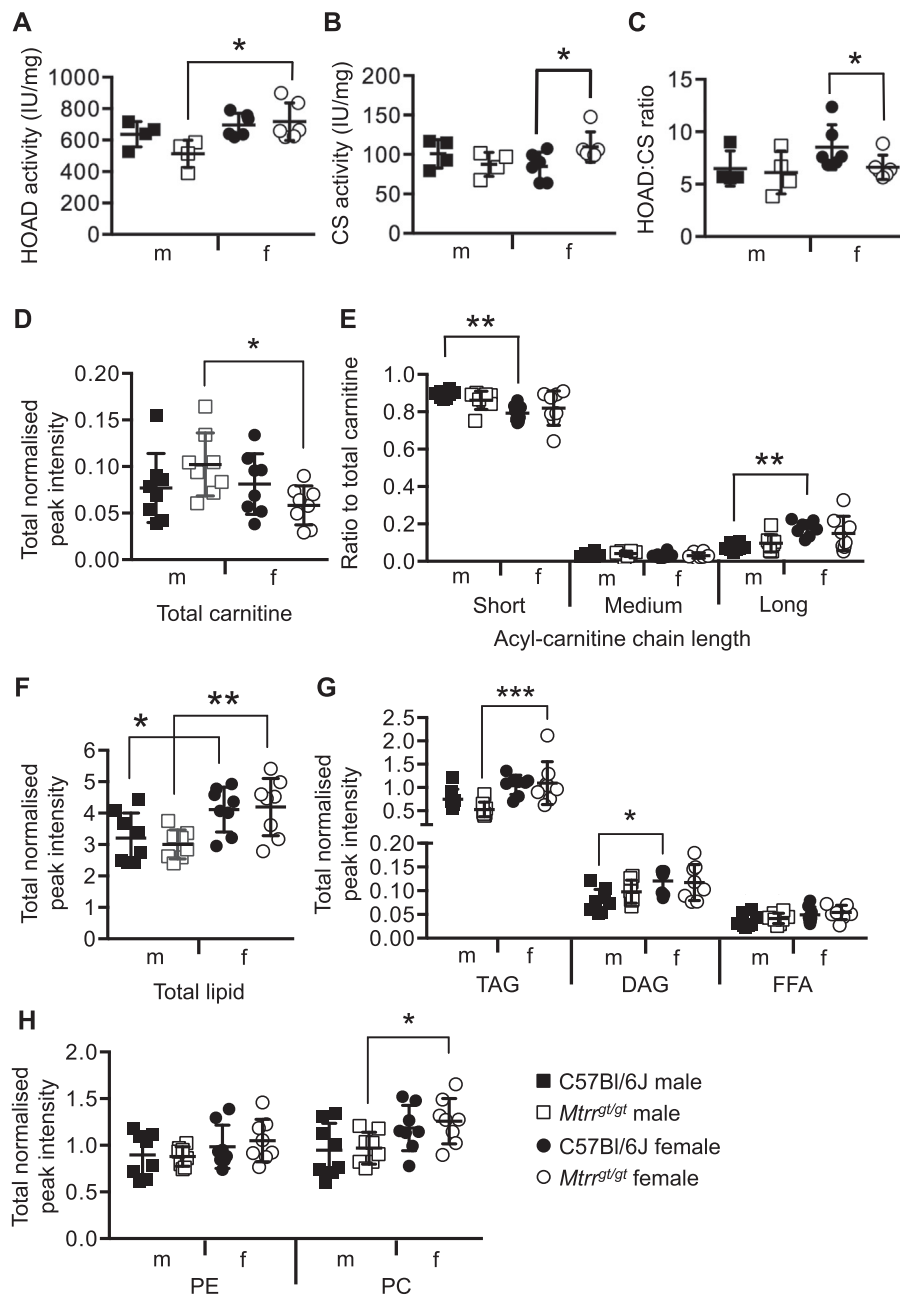 A
HOAD activity (IU/mg)
1000
800
600
400
200
0
*
m
f
B
CS activity (IU/mg)
200
150
100
50
0
*
m
f
C
HOAD:CS ratio
15
10
5
0
*
m
f
D
Total normalised
peak intensity
0.20
0.15
0.10
0.05
0.00
*
m
f
Total carnitine
E
Ratio to total carnitine
1.0
0.8
0.6
0.4
0.2
0.0
**
**
m
f
m
f
m
f
Short
Medium
Long
Acyl-carnitine chain length
F
Total normalised
peak intensity
6
5
4
3
2
1
0
*
**
m
f
Total lipid
G
Total normalised
peak intensity
2.5
2.0
1.5
1.0
0.5
0.20
0.15
0.10
0.05
0.00
***
*
m
f
m
f
m
f
TAG
DAG
FFA
H
Total normalised
peak intensity
2.0
1.5
1.0
0.5
0.0
*
m
f
m
f
PE
PC
C57Bl/6J male
Mtrrgt/gt male
C57Bl/6J female
Mtrrgt/gt female